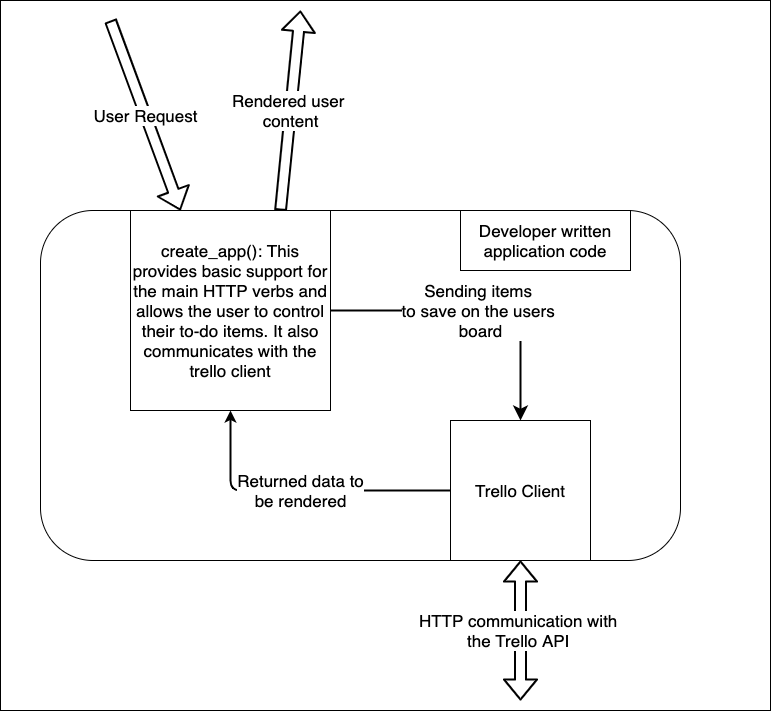 User Request
Rendered user
content
create_app(): This
provides basic support for
the main HTTP verbs and
allows the user to control
their to-do items. It also
communicates with the
trello client
Developer written
application code
Sending items
to save on the users
board
Returned data to
be rendered
Trello Client
HTTP communication with
the Trello API